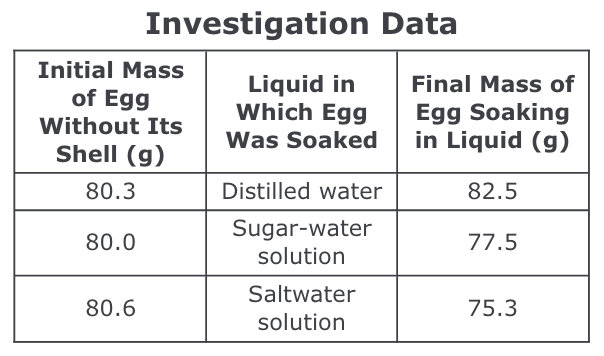 Investigation Data
Initial Mass
of Egg
Without Its
Shell (g)
Liquid in
Which Egg
Was Soaked
Final Mass of
Egg Soaking
in Liquid (g)
80.3
Distilled water
82.5
80.0
Sugar-water
solution
77.5
80.6
Saltwater
solution
75.3